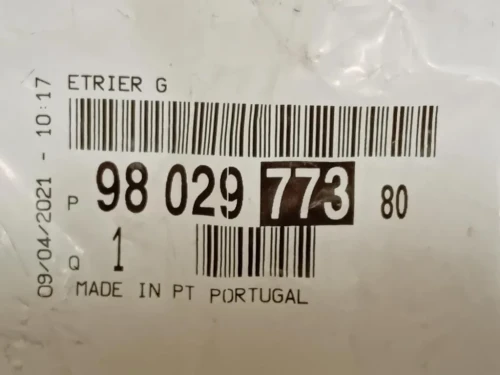 ETRIER G
P 98 029 773 80
Q 1
MADE IN PT PORTUGAL
09/04/2021 - 10:17